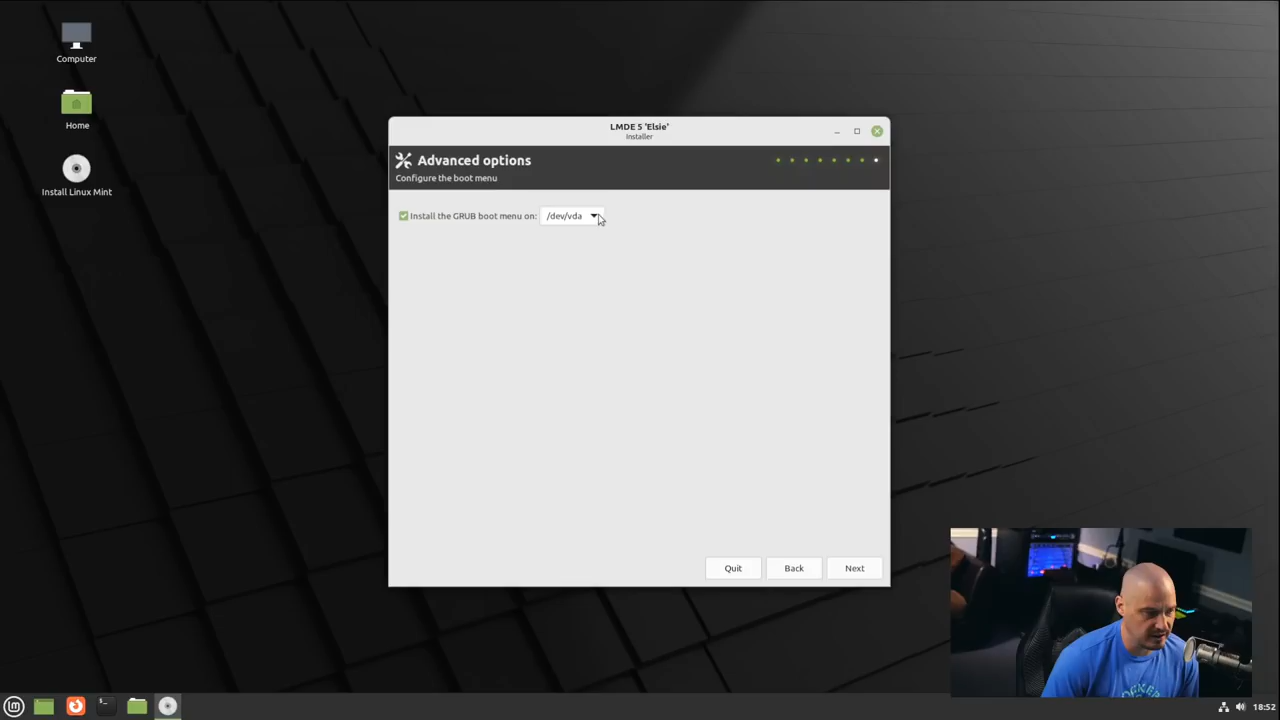 Computer
Home
Install Linux Mint
LMDE 5 'Elsie'
Installer
Advanced options
Configure the boot menu
Install the GRUB boot menu on: /dev/vda
Quit Back Next
18:52